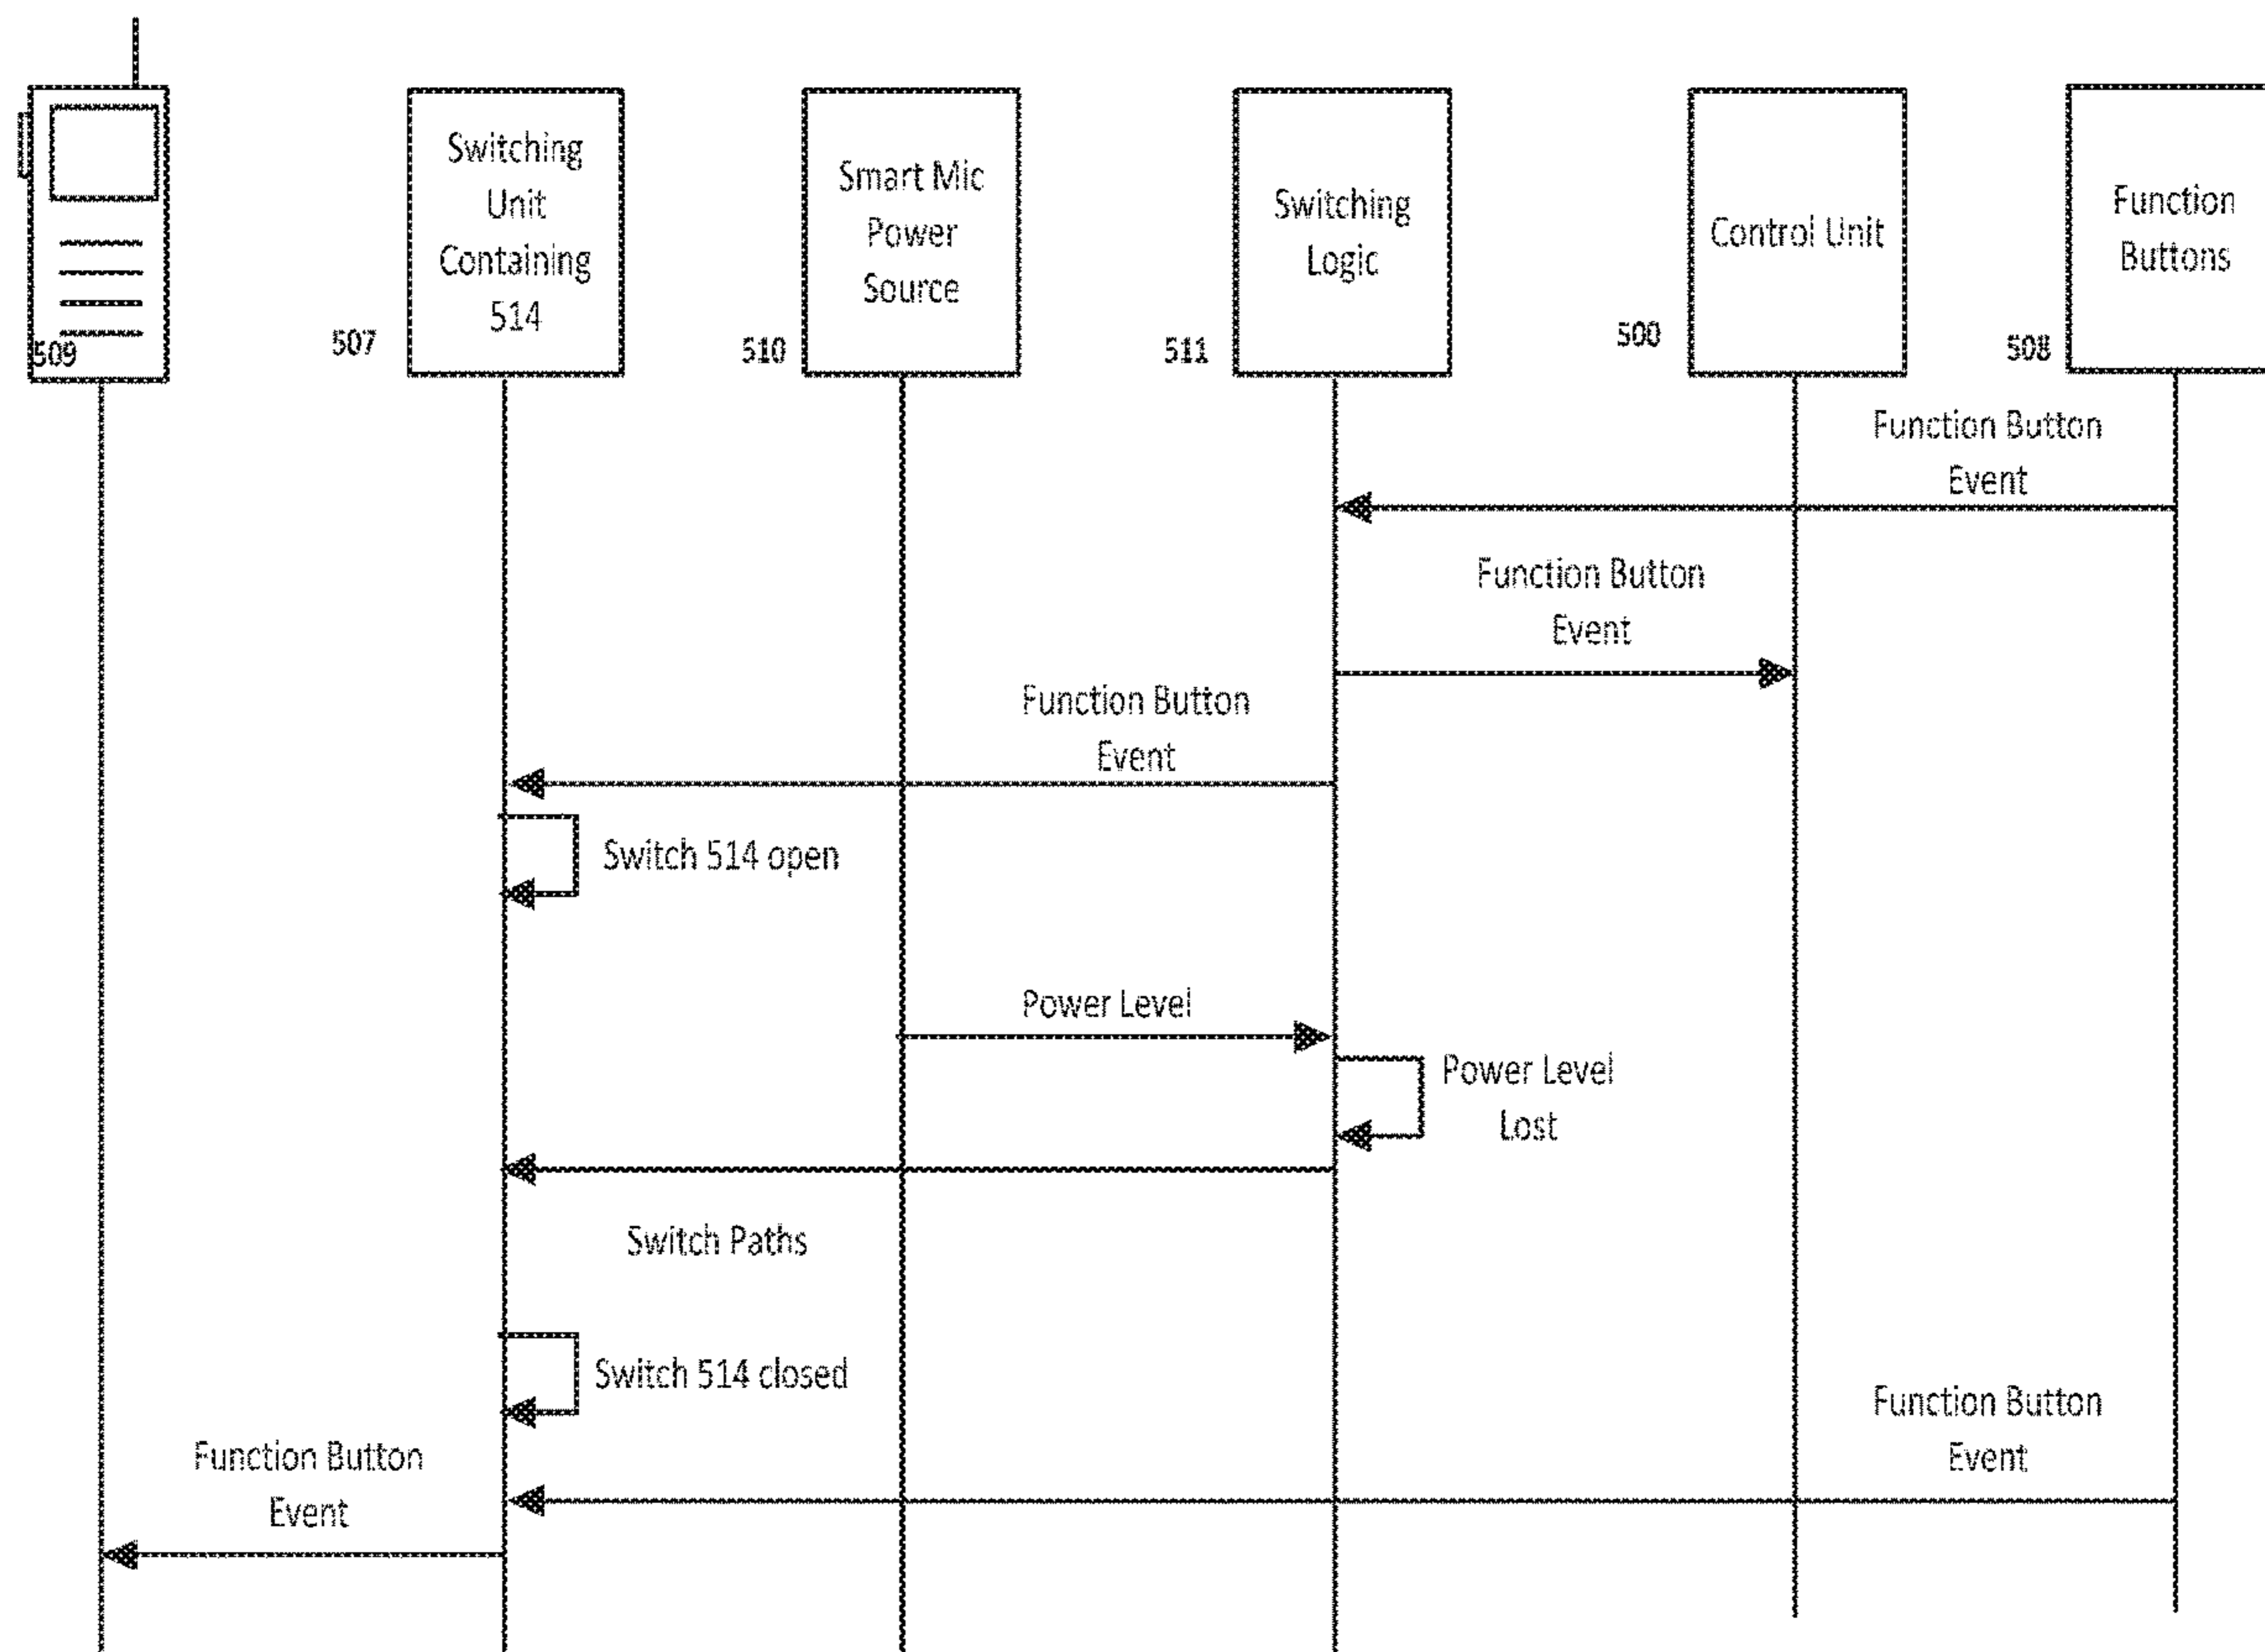 Switching
Unit
Containing
514
Smart Mic
Power
Source
Switching
Logic
Control Unit
Function
Buttons
509
507
510
511
500
508
Function Button
Event
Function Button
Event
Function Button
Event
Switch 514 open
Power Level
Power Level
Lost
Switch Paths
Switch 514 closed
Function Button
Event
Function Button
Event